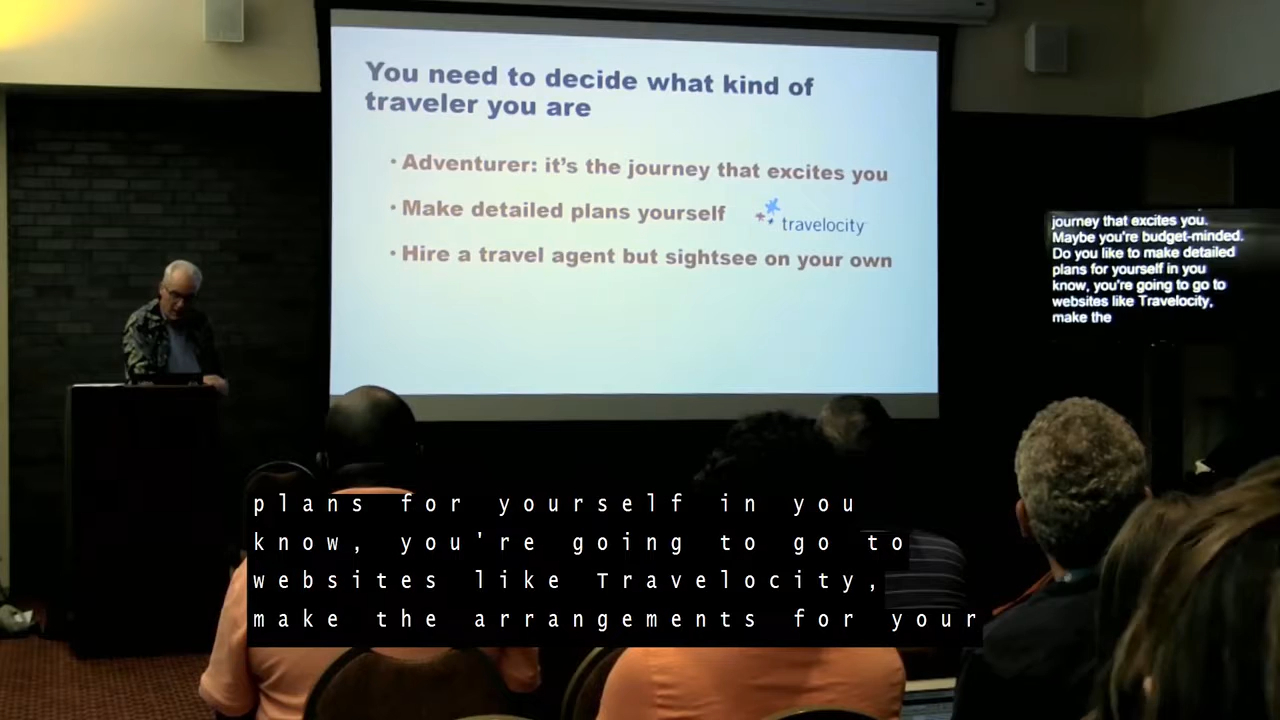 You need to decide what kind of
traveler you are
• Adventurer: it's the journey that excites you
• Make detailed plans yourself
travelocity
• Hire a travel agent but sightsee on your own
journey that excites you.
Maybe you're budget-minded.
Do you like to make detailed
plans for yourself in you
know, you're going to go to
websites like Travelocity,
make the
plans for yourself in you
know, you're going to go to
websites like Travelocity,
make the arrangements for your